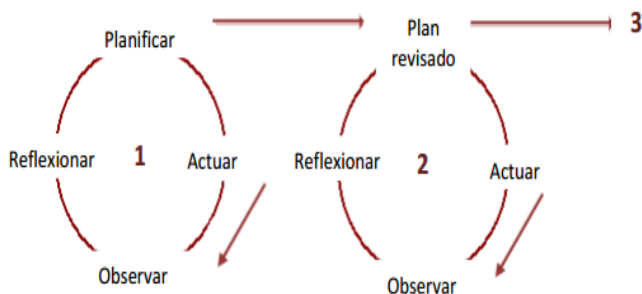 Planificar
Plan
revisado
3
Reflexionar
1
Actuar
Reflexionar
2
Actuar
Observar
Observar